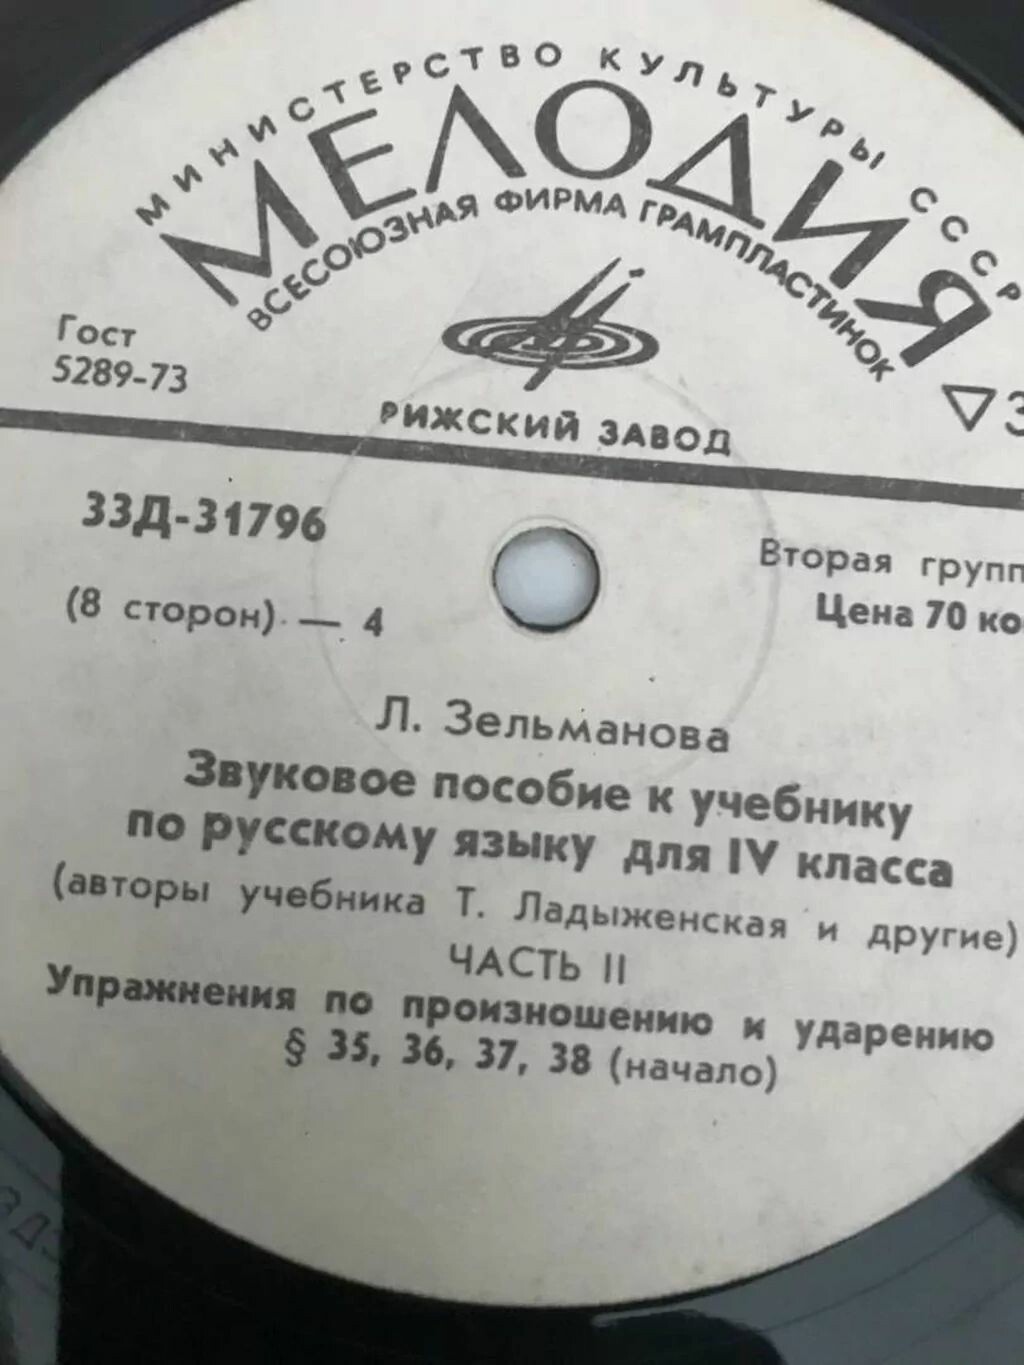 МИНИСТЕРСТВО КУЛЬТУРЫ СССР
МЕЛОДИЯ
ВСЕСОЮЗНАЯ ФИРМА ГРАМПЛАСТИНОК
Гост
5289-73
▽3
РИЖСКИЙ ЗАВОД
33Д-31796
Вторая групп
(8 сторон) — 4
Цена 70 ко
Л. Зельманова
Звуковое пособие к учебнику
по русскому языку для IV класса
(авторы учебника Т. Ладыженская и другие)
ЧАСТЬ II
Упражнения по произношению и ударению
§ 35, 36, 37, 38 (начало)